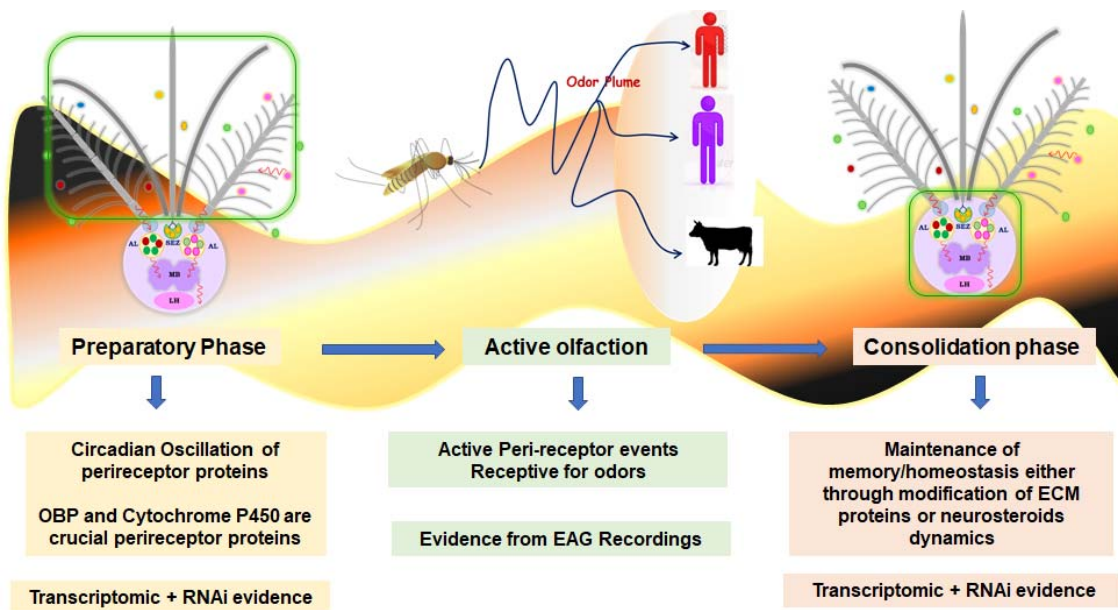 Odor Plume
AL
SEZ
AL
MB
LH
AL
SEZ
AL
MB
LH
Preparatory Phase
Active olfaction
Consolidation phase
Circadian Oscillation of
perireceptor proteins
OBP and Cytochrome P450 are
crucial perireceptor proteins
Transcriptomic + RNAi evidence
Active Peri-receptor events
Receptive for odors
Evidence from EAG Recordings
Maintenance of
memory/homeostasis either
through modification of ECM
proteins or neurosteroids
dynamics
Transcriptomic + RNAi evidence